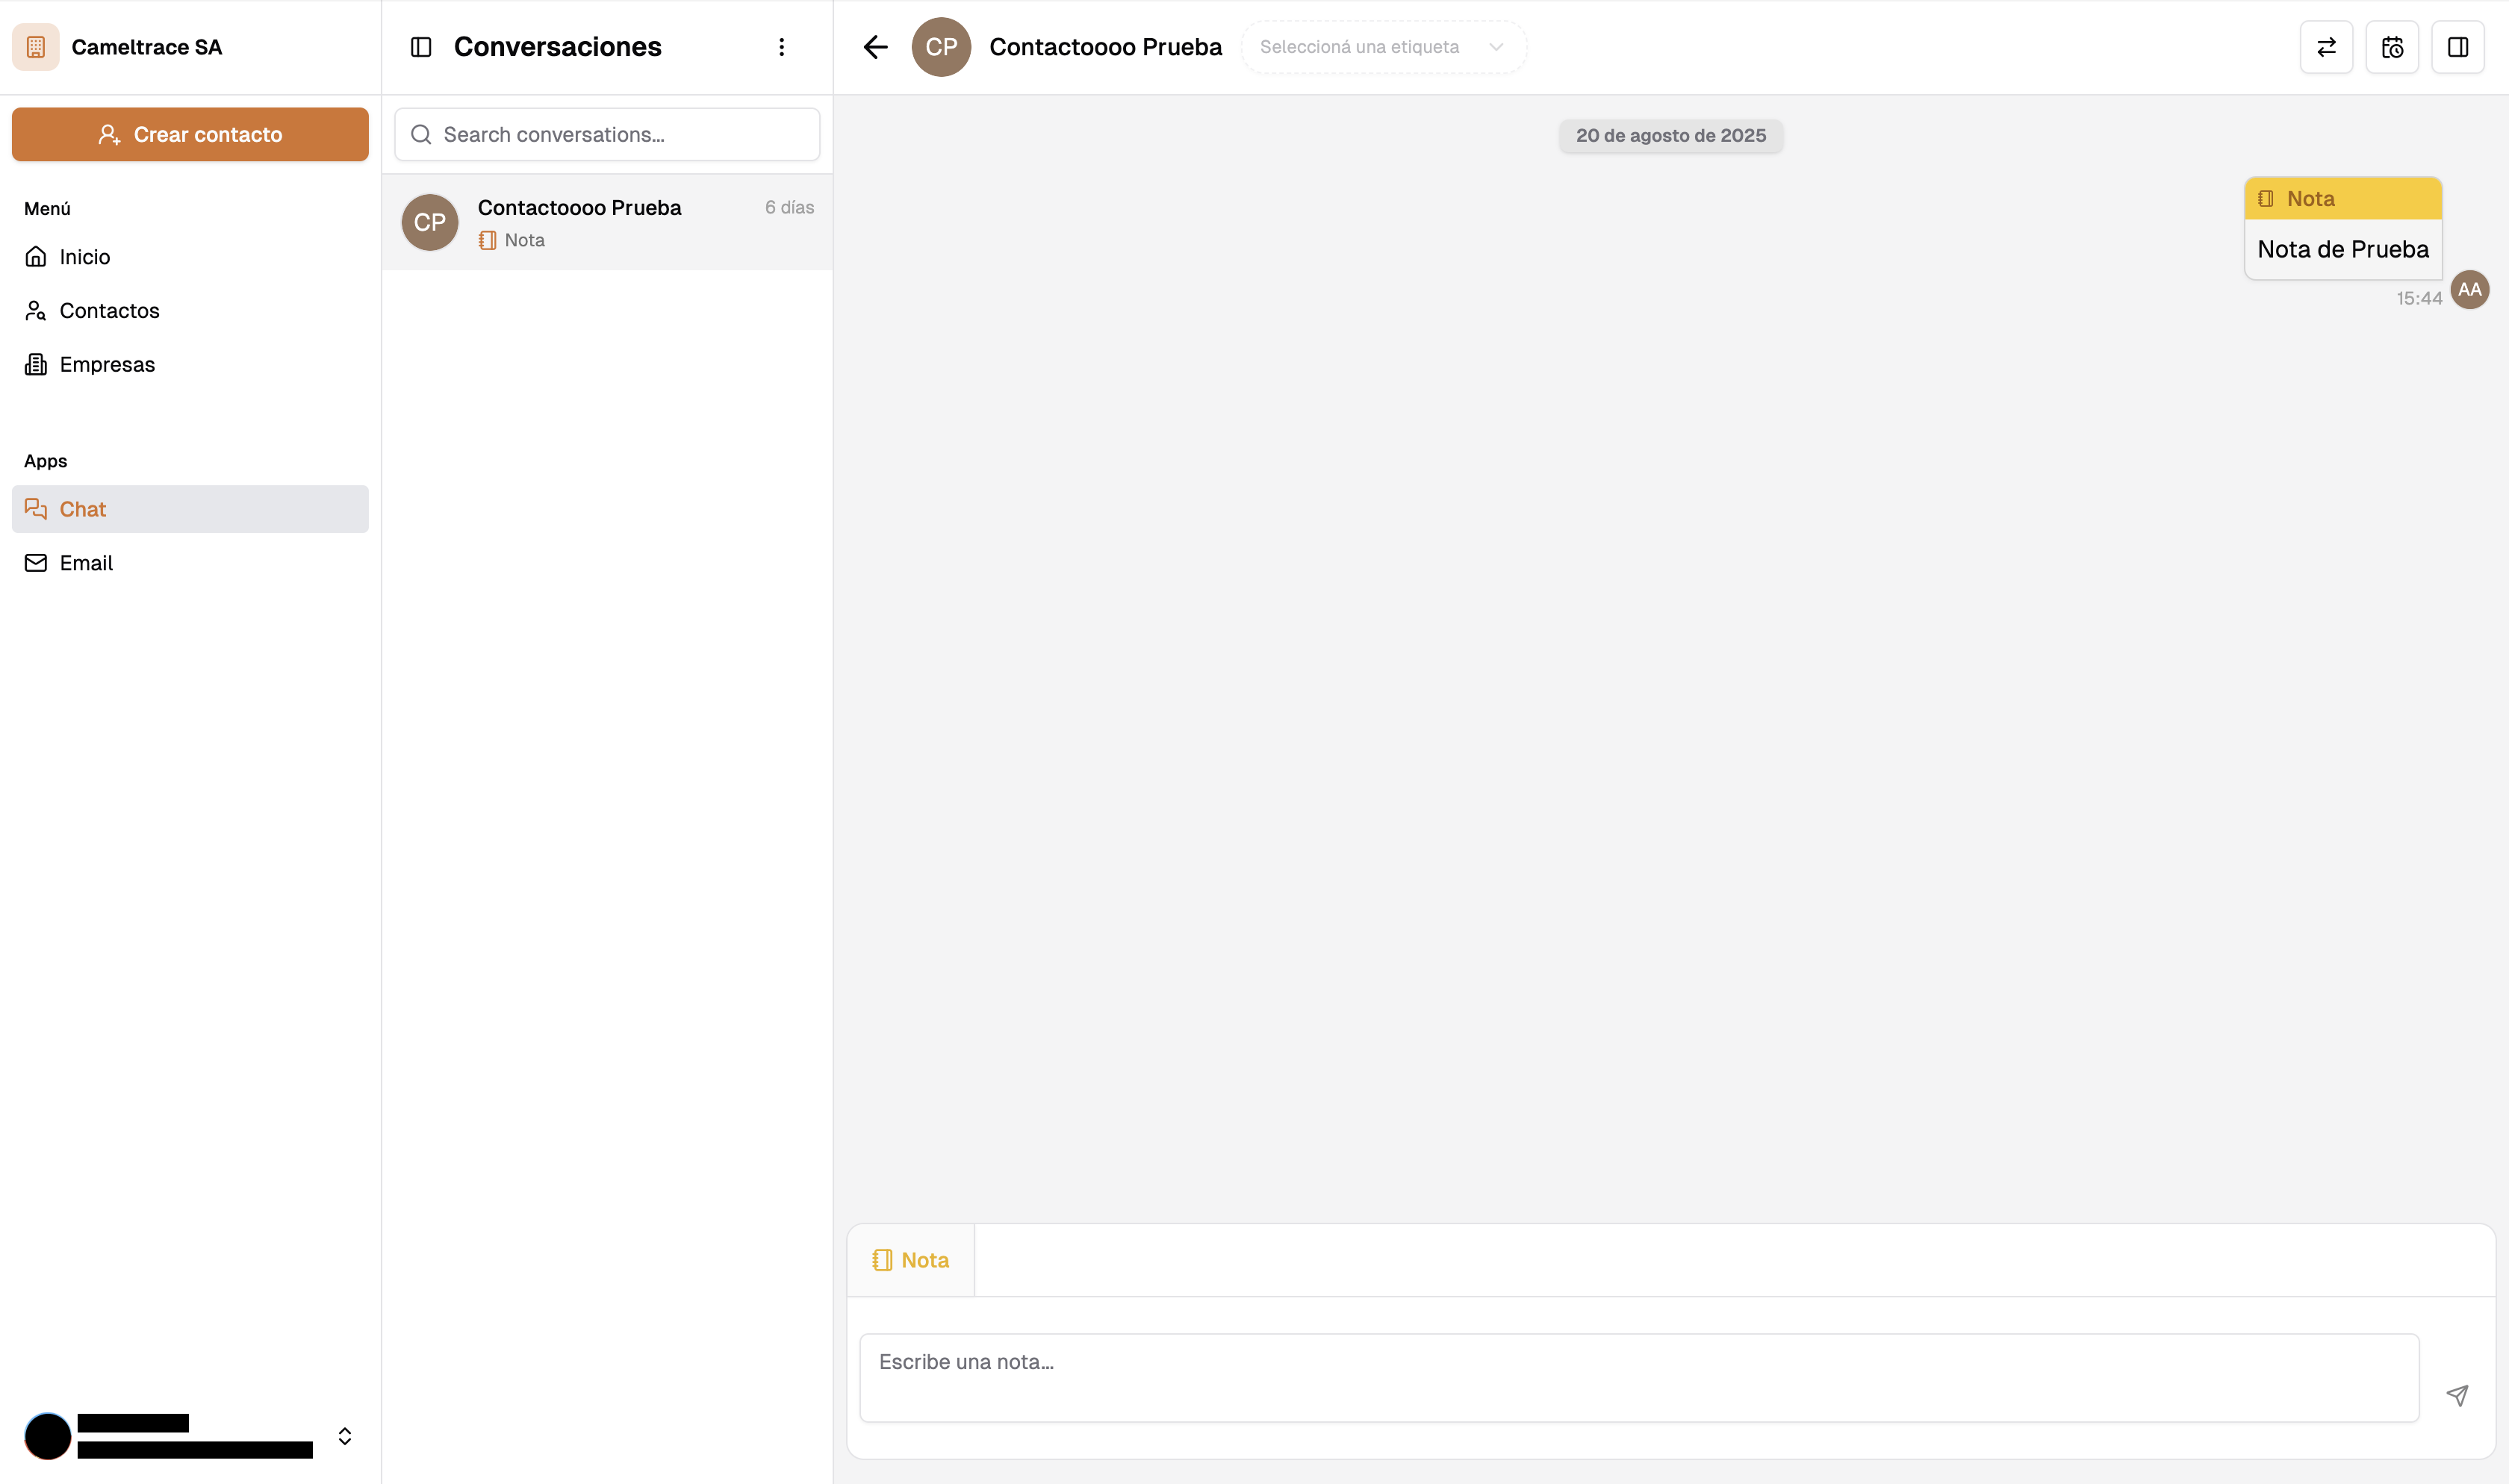 Cameltrace SA
Crear contacto
Menú
Inicio
Contactos
Empresas
Apps
Chat
Email
Conversaciones
Search conversations...
CP
Contactoooo Prueba
6 días
Nota
CP
Contactoooo Prueba
Seleccioná una etiqueta
20 de agosto de 2025
Nota
Nota de Prueba
15:44
AA
Nota
Escribe una nota...